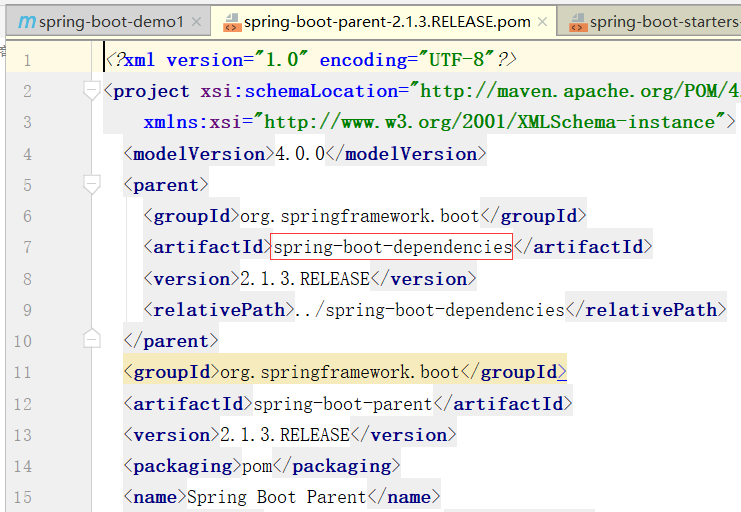 spring-boot-demo1 × spring-boot-parent-2.1.3.RELEASE.pom × spring-boot-starters-
1 <?xml version="1.0" encoding="UTF-8"?>
2 <project xsi:schemaLocation="http://maven.apache.org/POM/4.
3 xmlns:xsi="http://www.w3.org/2001/XMLSchema-instance">
4 <modelVersion>4.0.0</modelVersion>
5 <parent>
6 <groupId>org.springframework.boot</groupId>
7 <artifactId>spring-boot-dependencies</artifactId>
8 <version>2.1.3.RELEASE</version>
9 <relativePath>../spring-boot-dependencies</relativePath>
10 </parent>
11 <groupId>org.springframework.boot</groupId>
12 <artifactId>spring-boot-parent</artifactId>
13 <version>2.1.3.RELEASE</version>
14 <packaging>pom</packaging>
15 <name>Spring Boot Parent</name>